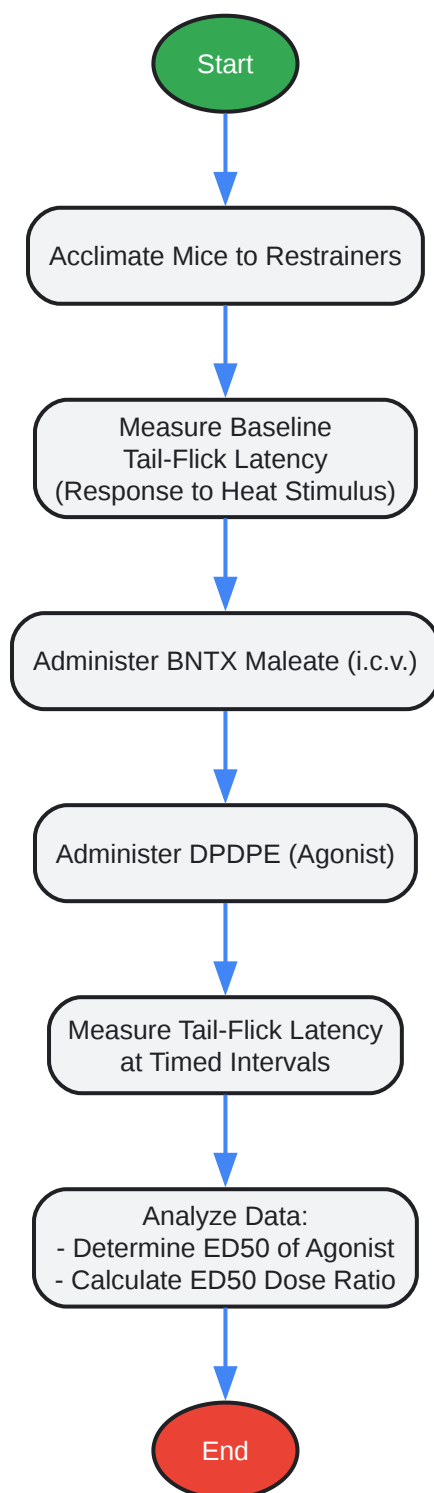 Start
Acclimate Mice to Restrainers
Measure Baseline
Tail-Flick Latency
(Response to Heat Stimulus)
Administer BNTX Maleate (i.c.v.)
Administer DPDPE (Agonist)
Measure Tail-Flick Latency
at Timed Intervals
Analyze Data:
- Determine ED50 of Agonist
- Calculate ED50 Dose Ratio
End